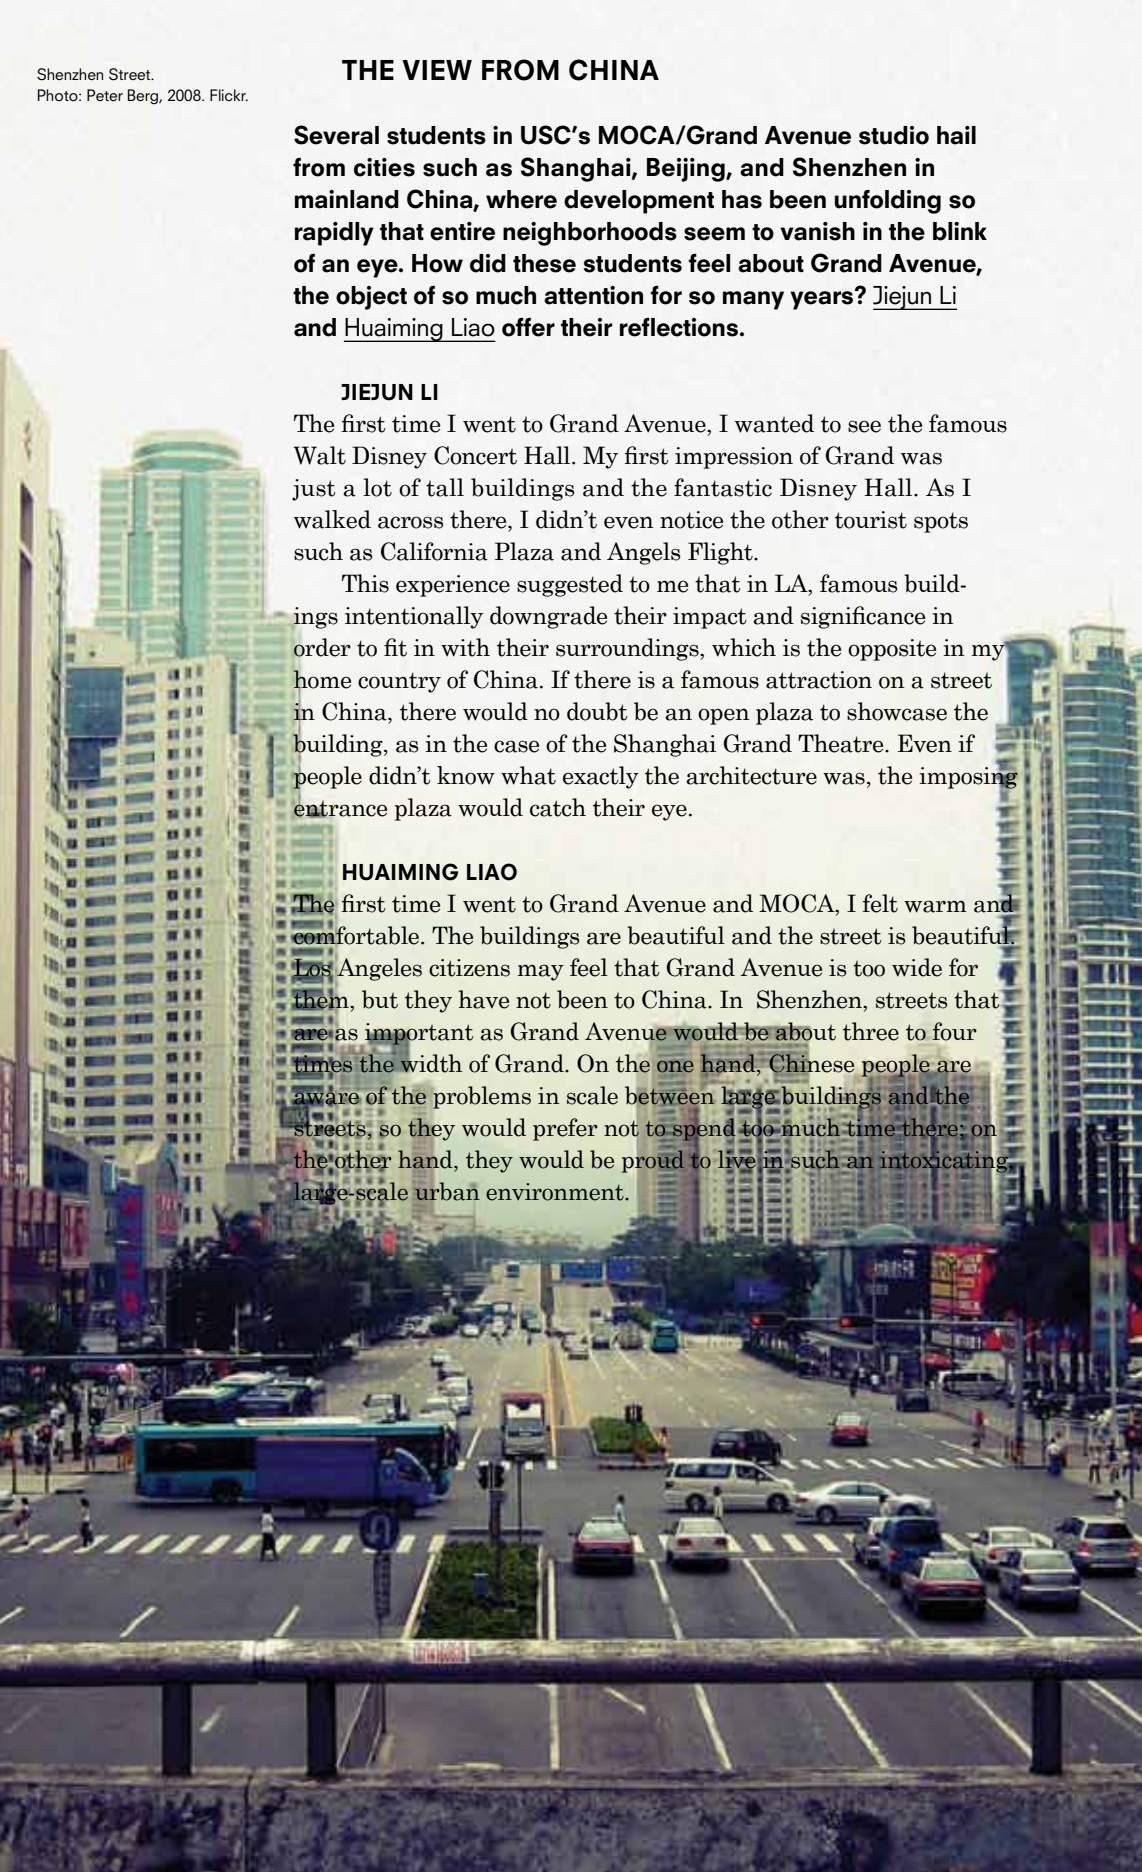 Shenzhen Street.
Photo: Peter Berg, 2008. Flickr.
THE VIEW FROM CHINA
Several students in USC’s MOCA/Grand Avenue studio hail
from cities such as Shanghai, Beijing, and Shenzhen in
mainland China, where development has been unfolding so
rapidly that entire neighborhoods seem to vanish in the blink
of an eye. How did these students feel about Grand Avenue,
the object of so much attention for so many years? Jiejun Li
and Huaiming Liao offer their reflections.
JIEJUN LI
The first time I went to Grand Avenue, I wanted to see the famous
Walt Disney Concert Hall. My first impression of Grand was
just a lot of tall buildings and the fantastic Disney Hall. As I
walked across there, I didn’t even notice the other tourist spots
such as California Plaza and Angels Flight.
This experience suggested to me that in LA, famous build-
ings intentionally downgrade their impact and significance in
order to fit in with their surroundings, which is the opposite in my
home country of China. If there is a famous attraction on a street
in China, there would no doubt be an open plaza to showcase the
building, as in the case of the Shanghai Grand Theatre. Even if
people didn’t know what exactly the architecture was, the imposing
entrance plaza would catch their eye.
HUAIMING LIAO
The first time I went to Grand Avenue and MOCA, I felt warm and
comfortable. The buildings are beautiful and the street is beautiful.
Los Angeles citizens may feel that Grand Avenue is too wide for
them, but they have not been to China. In Shenzhen, streets that
are as important as Grand Avenue would be about three to four
times the width of Grand. On the one hand, Chinese people are
aware of the problems in scale between large buildings and the
streets, so they would prefer not to spend too much time there; on
the other hand, they would be proud to live in such an intoxicating,
large-scale urban environment.